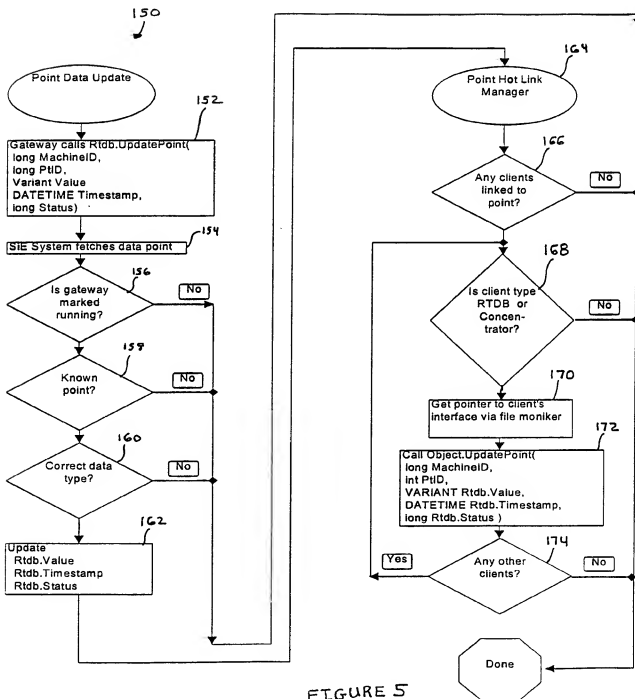 150
Point Data Update
152
Gateway calls Rtdb.UpdatePoint(
long MachineID,
long PtID,
Variant Value
DATETIME Timestamp,
long Status)
154
SIE System fetches data point
156
Is gateway
marked
running?
No
158
Known
point?
No
160
Correct data
type?
No
162
Update
Rtdb.Value
Rtdb.Timestamp
Rtdb.Status
164
Point Hot Link
Manager
166
Any clients
linked to
point?
No
168
Is client type
RTDB or
Concen-
trator?
No
170
Get pointer to client's
interface via file moniker
172
Call Object.UpdatePoint(
long MachineID,
int PtID,
VARIANT Rtdb.Value,
DATETIME Rtdb.Timestamp,
long Rtdb.Status )
174
Yes
Any other
clients?
No
Done
FIGURE 5